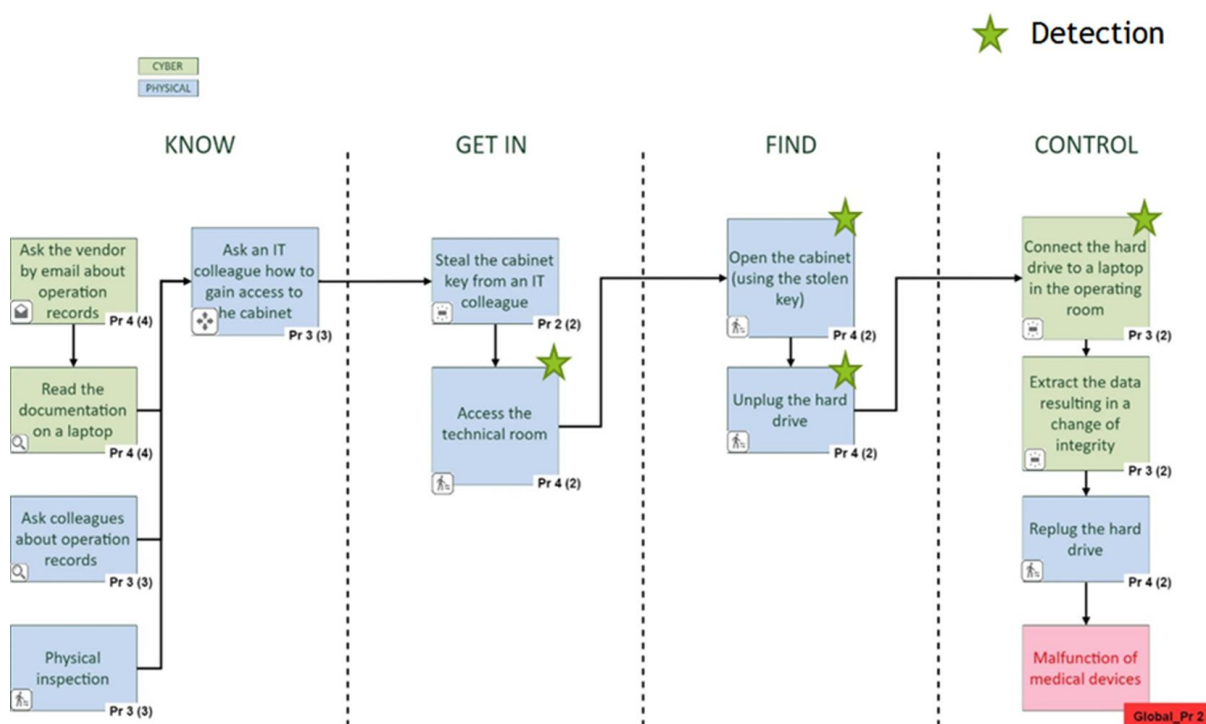 Detection
CYBER
PHYSICAL
KNOW
GET IN
FIND
CONTROL
Ask the vendor
by email about
operation
records
Pr 4 (4)
Read the
documentation
on a laptop
Pr 4 (4)
Ask colleagues
about operation
records
Pr 3 (3)
Physical
inspection
Pr 3 (3)
Ask an IT
colleague how to
gain access to
he cabinet
Pr 3 (3)
Steal the cabinet
key from an IT
colleague
Pr 2 (2)
Access the
technical room
Pr 4 (2)
Open the cabinet
(using the stolen
key)
Pr 4 (2)
Unplug the hard
drive
Pr 4 (2)
Connect the hard
drive to a laptop
in the operating
room
Pr 3 (2)
Extract the data
resulting in a
change of
integrity
Pr 3 (2)
Replug the hard
drive
Pr 4 (2)
Malfunction of
medical devices
Global_Pr 2